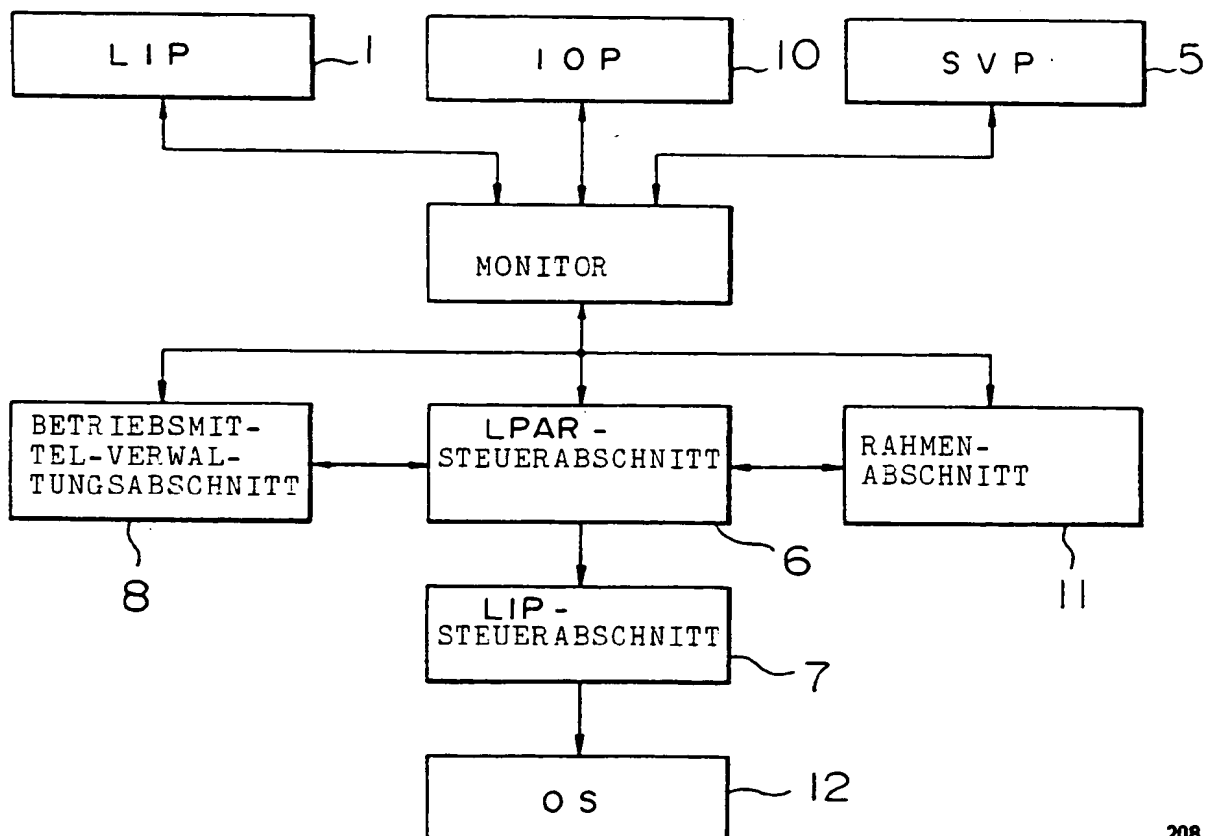 LIP
1
IOP
10
SVP
5
MONITOR
BETRIEBSMIT-
TEL-VERWAL-
TUNGSABSCHNITT
8
LPAR-
STEUERABSCHNITT
6
RAHMEN-
ABSCHNITT
11
LIP-
STEUERABSCHNITT
7
OS
12
208